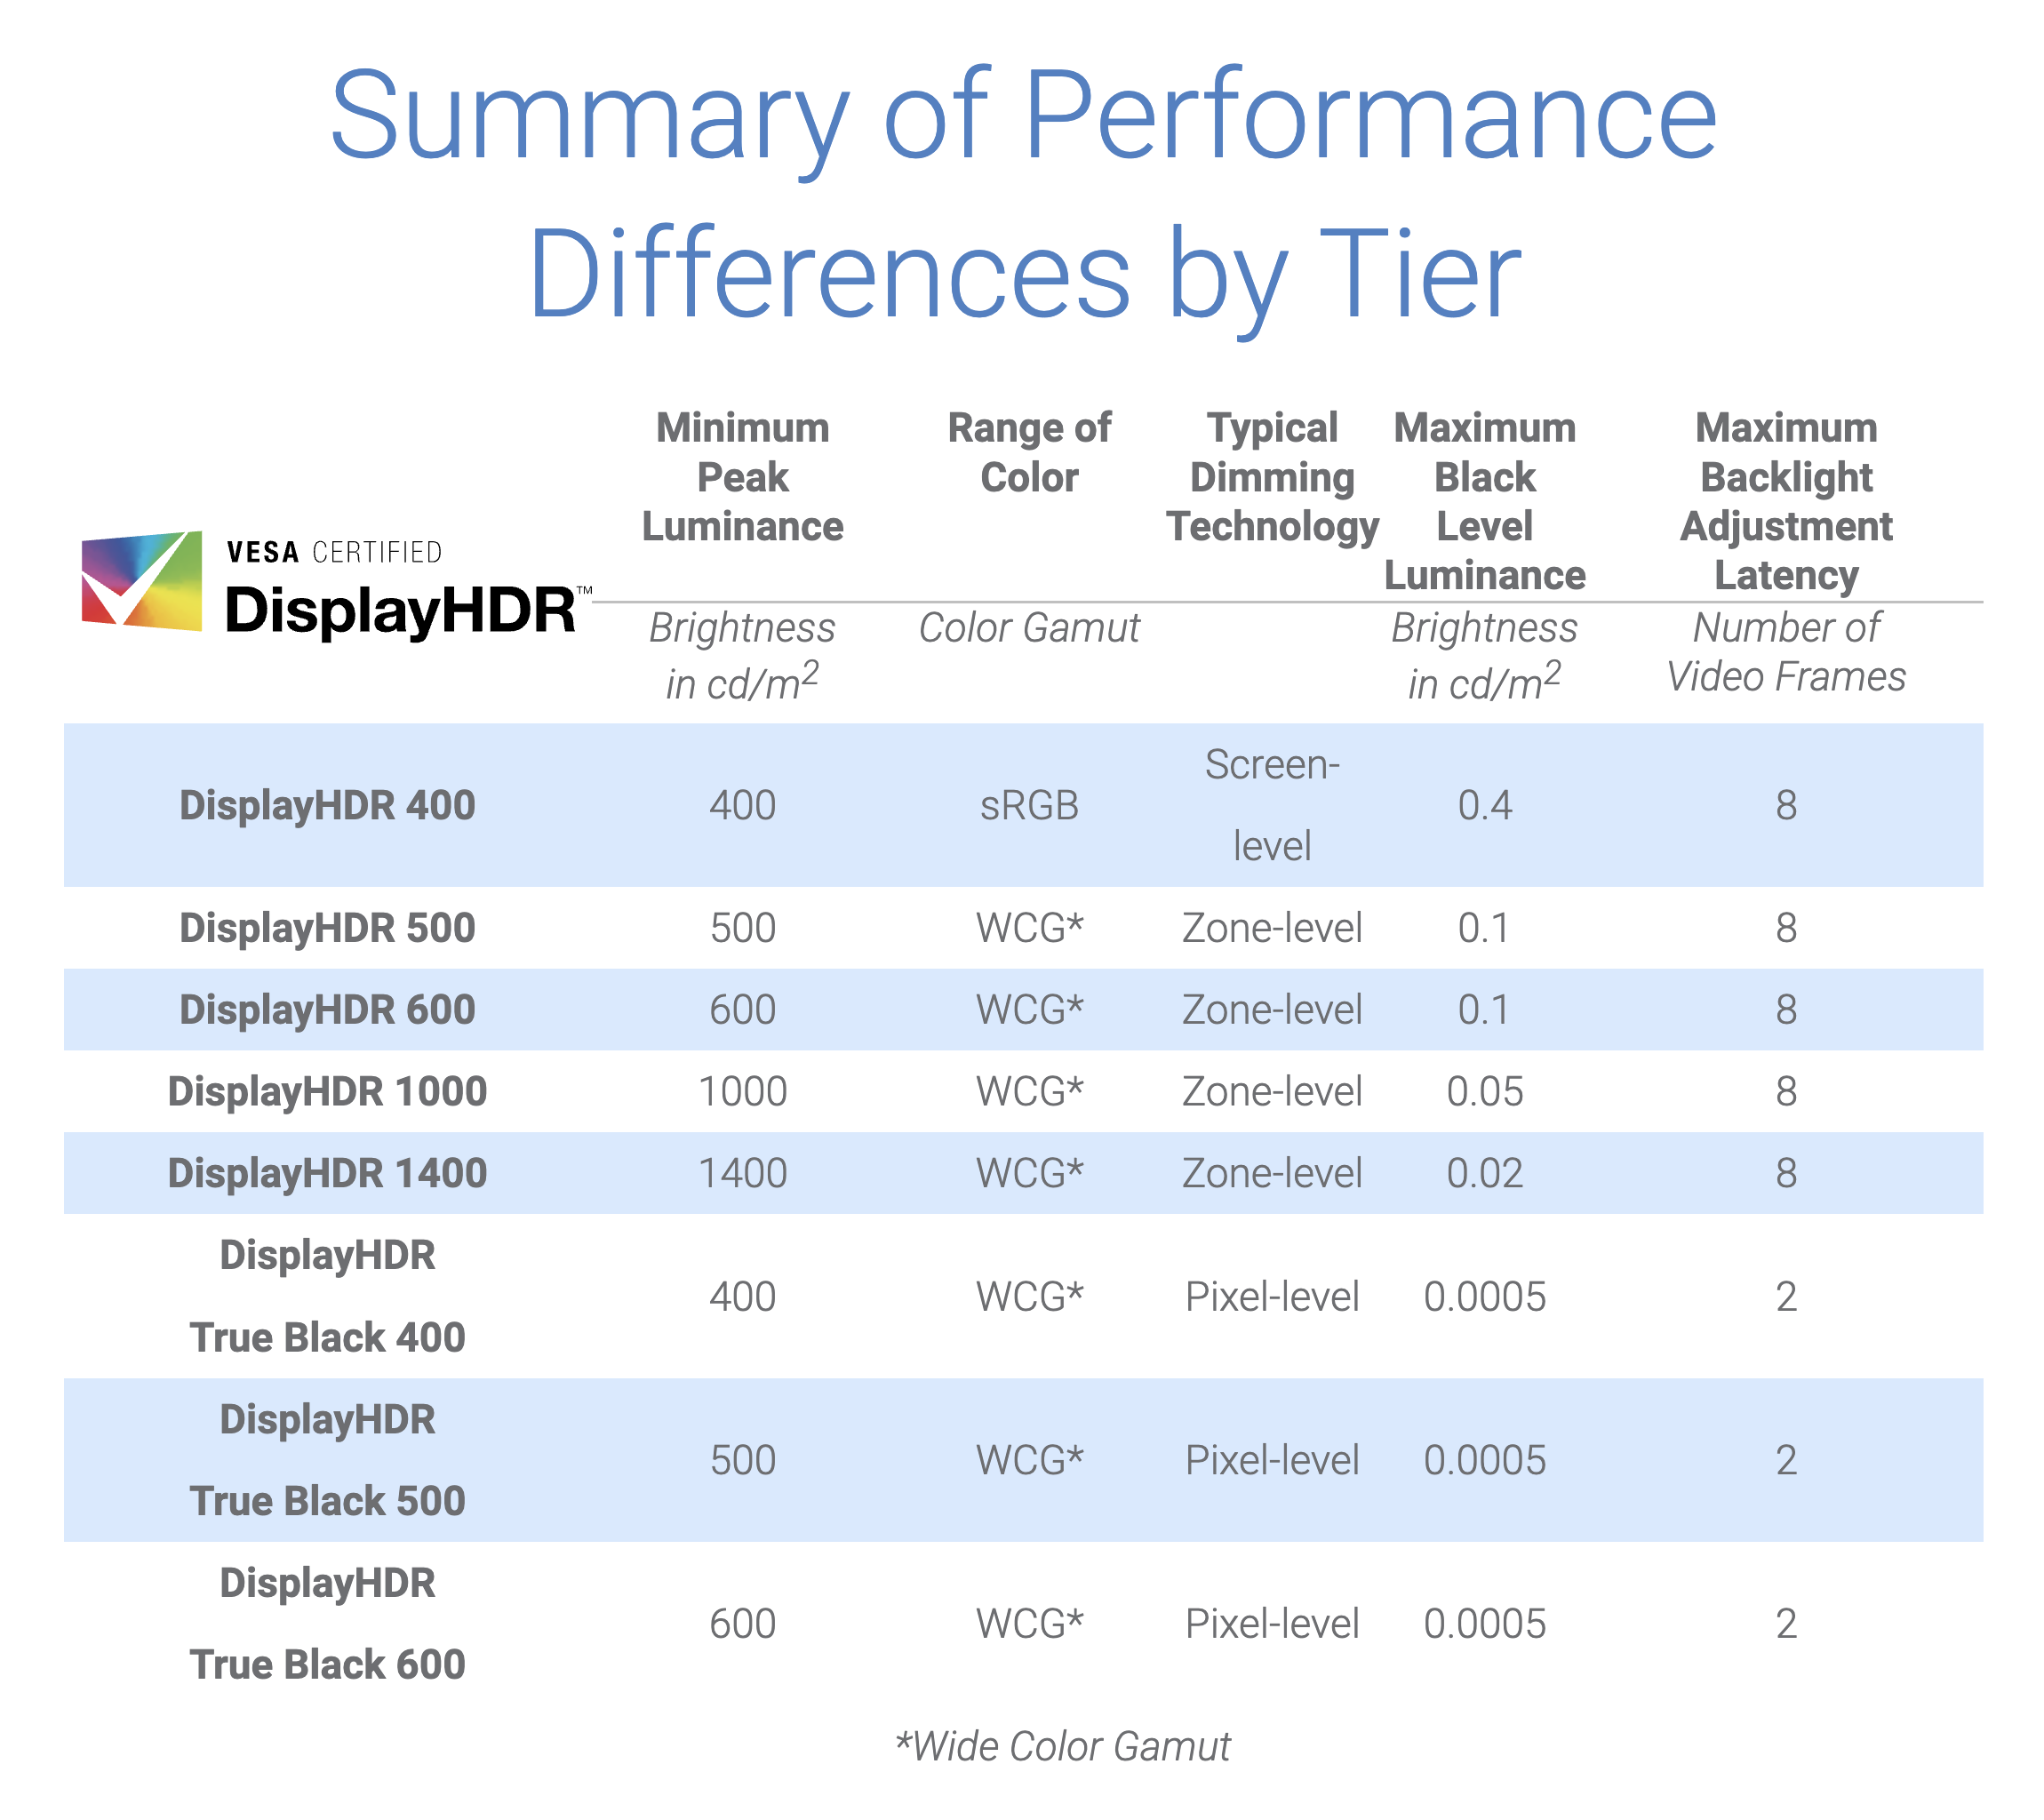 Summary of Performance
Differences by Tier
Minimum Peak Luminance
Range of Color
Typical Dimming Technology
Maximum Black Level Luminance
Maximum Backlight Adjustment Latency
VESA CERTIFIED
DisplayHDR™
Brightness in cd/m²
Color Gamut
Brightness in cd/m²
Number of Video Frames
DisplayHDR 400 400 sRGB Screen-level 0.4 8
DisplayHDR 500 500 WCG* Zone-level 0.1 8
DisplayHDR 600 600 WCG* Zone-level 0.1 8
DisplayHDR 1000 1000 WCG* Zone-level 0.05 8
DisplayHDR 1400 1400 WCG* Zone-level 0.02 8
DisplayHDR True Black 400 400 WCG* Pixel-level 0.0005 2
DisplayHDR True Black 500 500 WCG* Pixel-level 0.0005 2
DisplayHDR True Black 600 600 WCG* Pixel-level 0.0005 2
*Wide Color Gamut